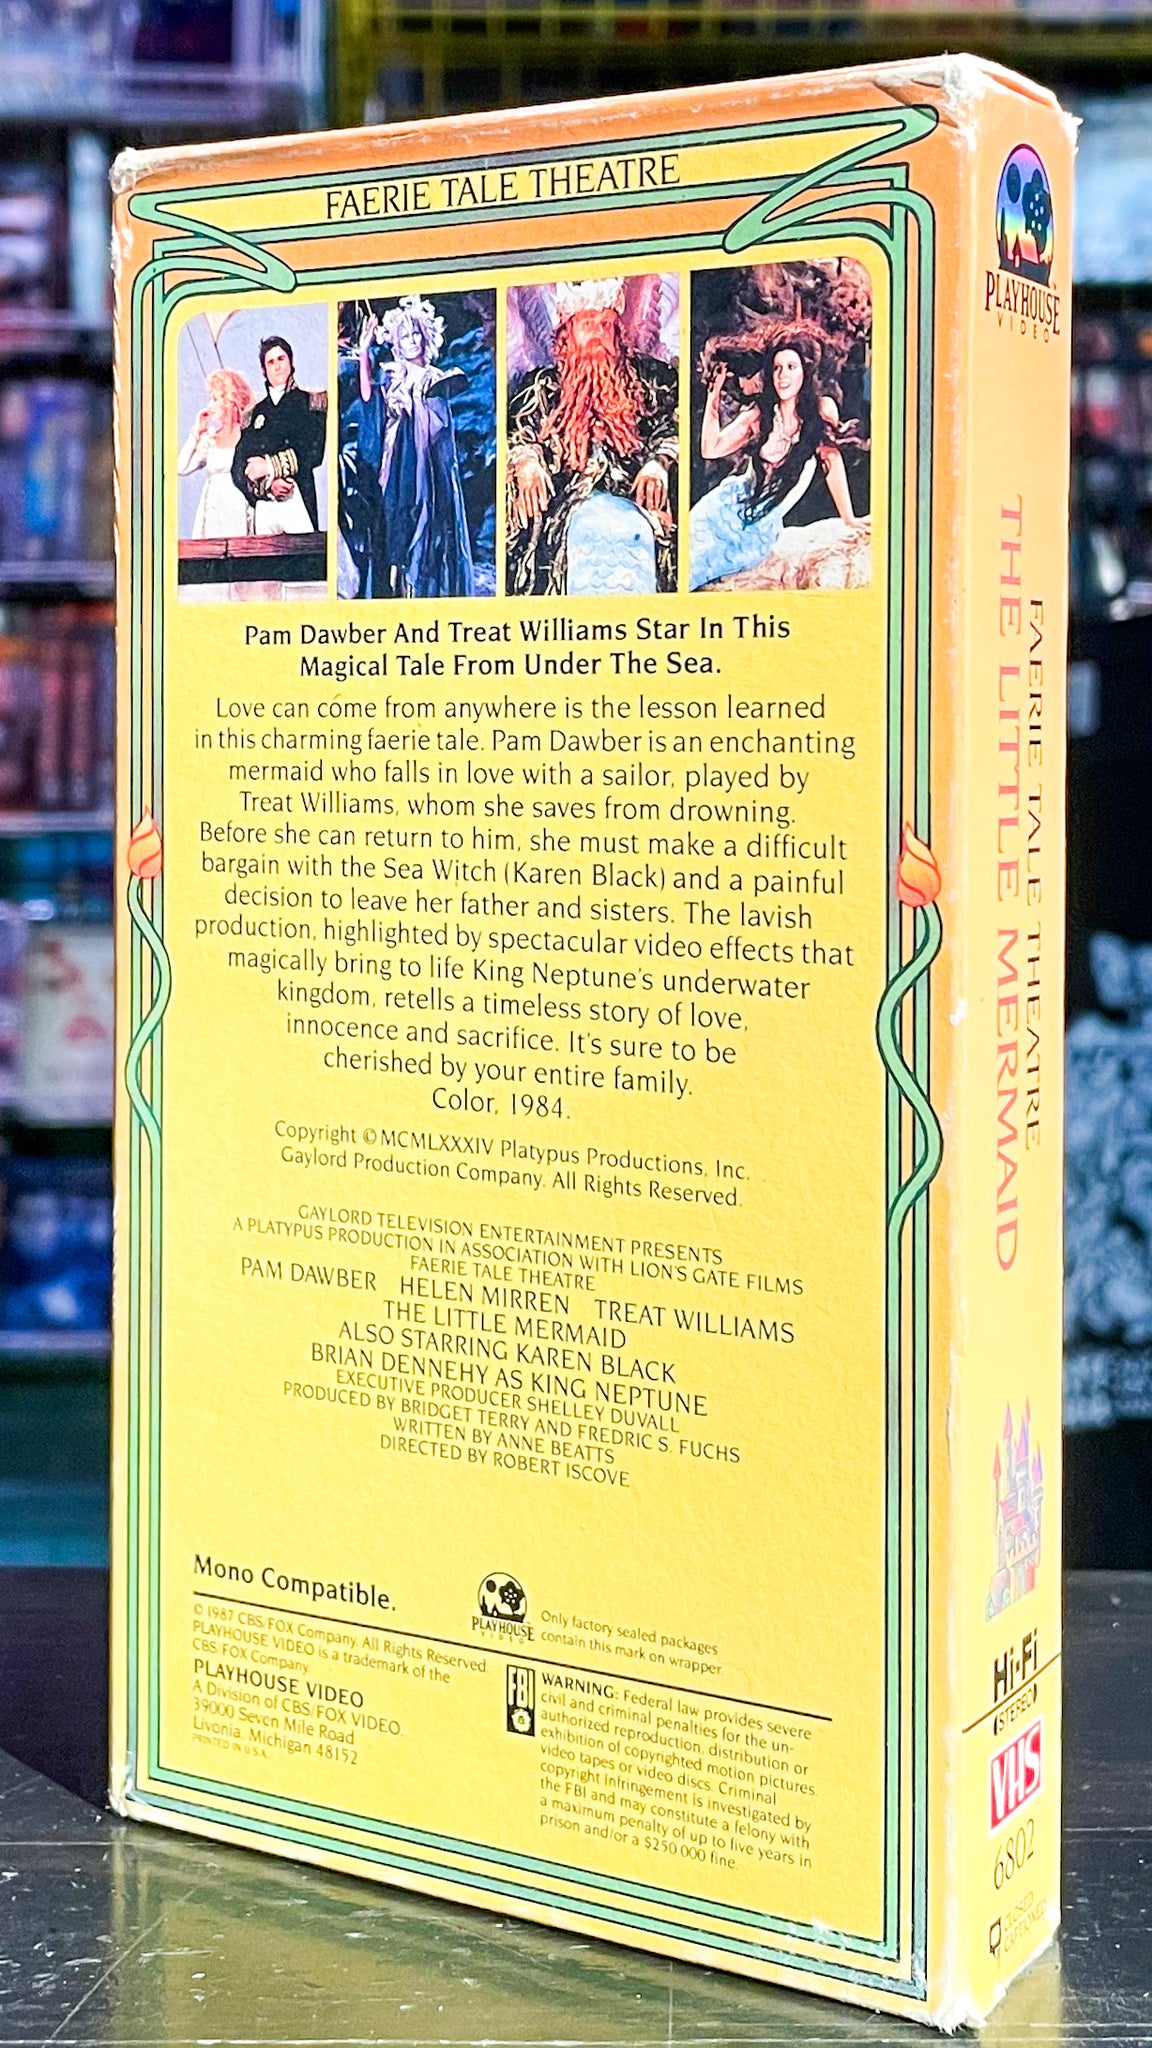 FAERIE TALE THEATRE
Pam Dawber And Treat Williams Star In This
Magical Tale From Under The Sea.
Love can come from anywhere is the lesson learned
in this charming faerie tale. Pam Dawber is an enchanting
mermaid who falls in love with a sailor, played by
Treat Williams, whom she saves from drowning.
Before she can return to him, she must make a difficult
bargain with the Sea Witch (Karen Black) and a painful
decision to leave her father and sisters. The lavish
production, highlighted by spectacular video effects that
magically bring to life King Neptune's underwater
kingdom, retells a timeless story of love,
innocence and sacrifice. It's sure to be
cherished by your entire family.
Color, 1984.
Copyright © MCMLXXXIV Platypus Productions, Inc.
Gaylord Production Company. All Rights Reserved.
GAYLORD TELEVISION ENTERTAINMENT PRESENTS
A PLATYPUS PRODUCTION IN ASSOCIATION WITH LION'S GATE FILMS
FAERIE TALE THEATRE
PAM DAWBER HELEN MIRREN TREAT WILLIAMS
THE LITTLE MERMAID
ALSO STARRING KAREN BLACK
BRIAN DENNEHY AS KING NEPTUNE
EXECUTIVE PRODUCER SHELLEY DUVALL
PRODUCED BY BRIDGET TERRY AND FREDRIC S. FUCHS
WRITTEN BY ANNE BEATTS
DIRECTED BY ROBERT ISCOVE
Mono Compatible.
© 1987 CBS/FOX Company. All Rights Reserved.
PLAYHOUSE VIDEO is a trademark of the
CBS/FOX Company
PLAYHOUSE VIDEO
A Division of CBS/FOX VIDEO.
39000 Seven Mile Road
Livonia, Michigan 48152
PRINTED IN U.S.A.
PLAYHOUSE
VIDEO
Only factory sealed packages
contain this mark on wrapper
FBI
WARNING: Federal law provides severe
civil and criminal penalties for the un-
authorized reproduction, distribution or
exhibition of copyrighted motion pictures,
video tapes or video discs. Criminal
copyright infringement is investigated by
the FBI and may constitute a felony with
a maximum penalty of up to five years in
prison and/or a $250 000 fine.
PLAYHOUSE
VIDEO
FAERIE TALE THEATRE
THE LITTLE MERMAID
Hi-Fi
STEREO
VHS
6802
CLOSED
CAPTIONED